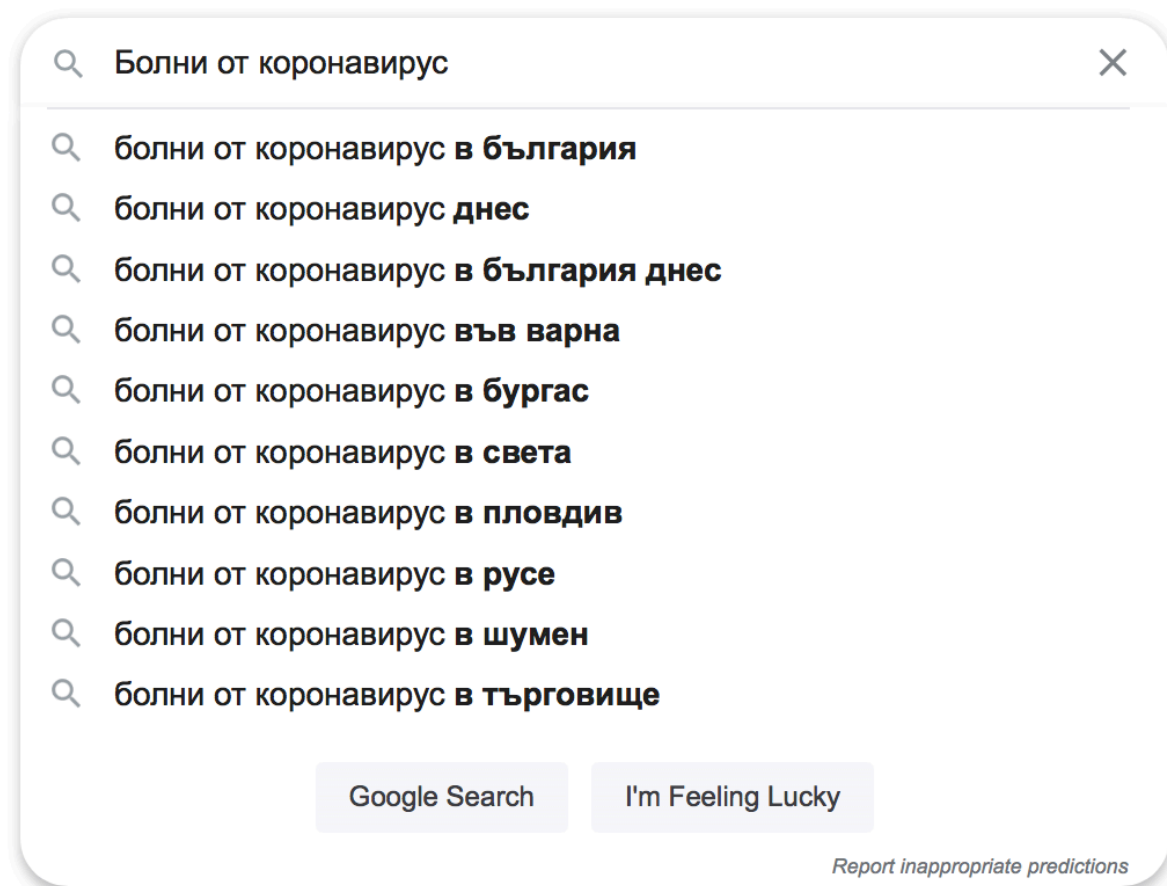 Болни от коронавирус
болни от коронавирус в българия
болни от коронавирус днес
болни от коронавирус в българия днес
болни от коронавирус във варна
болни от коронавирус в бургас
болни от коронавирус в света
болни от коронавирус в пловдив
болни от коронавирус в русе
болни от коронавирус в шумен
болни от коронавирус в търговище
Google Search I'm Feeling Lucky
Report inappropriate predictions